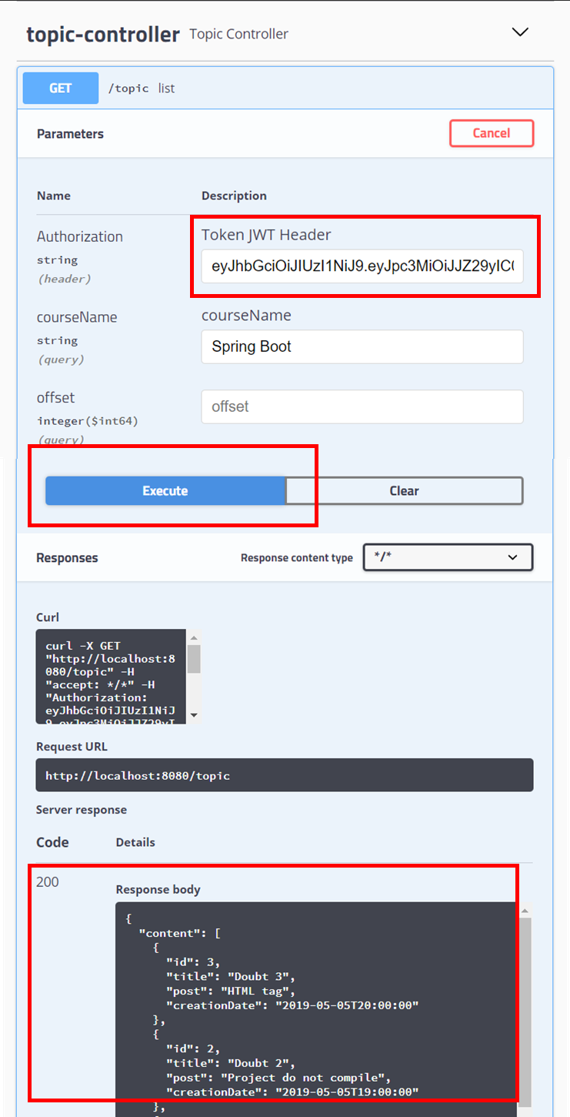 topic-controller Topic Controller
GET /topic list
Parameters
Cancel
Name Description
Authorization
string
(header)
Token JWT Header
eyJhbGciOiJIUzI1NiJ9.eyJpc3MiOiJJZ29yIC
courseName
string
(query)
courseName
Spring Boot
offset
integer($int64)
(query)
offset
Execute
Clear
Responses
Response content type
*/*
Curl
curl -X GET
"http://localhost:8
080/topic" -H
"accept: */*" -H
"Authorization:
eyJhbGciOiJIUzI1NiJ
9.eyJpc3MiOiJJZ29yI
Request URL
http://localhost:8080/topic
Server response
Code Details
200
Response body
{
"content": [
{
"id": 3,
"title": "Doubt 3",
"post": "HTML tag",
"creationDate": "2019-05-05T20:00:00"
},
{
"id": 2,
"title": "Doubt 2",
"post": "Project do not compile",
"creationDate": "2019-05-05T19:00:00"
},